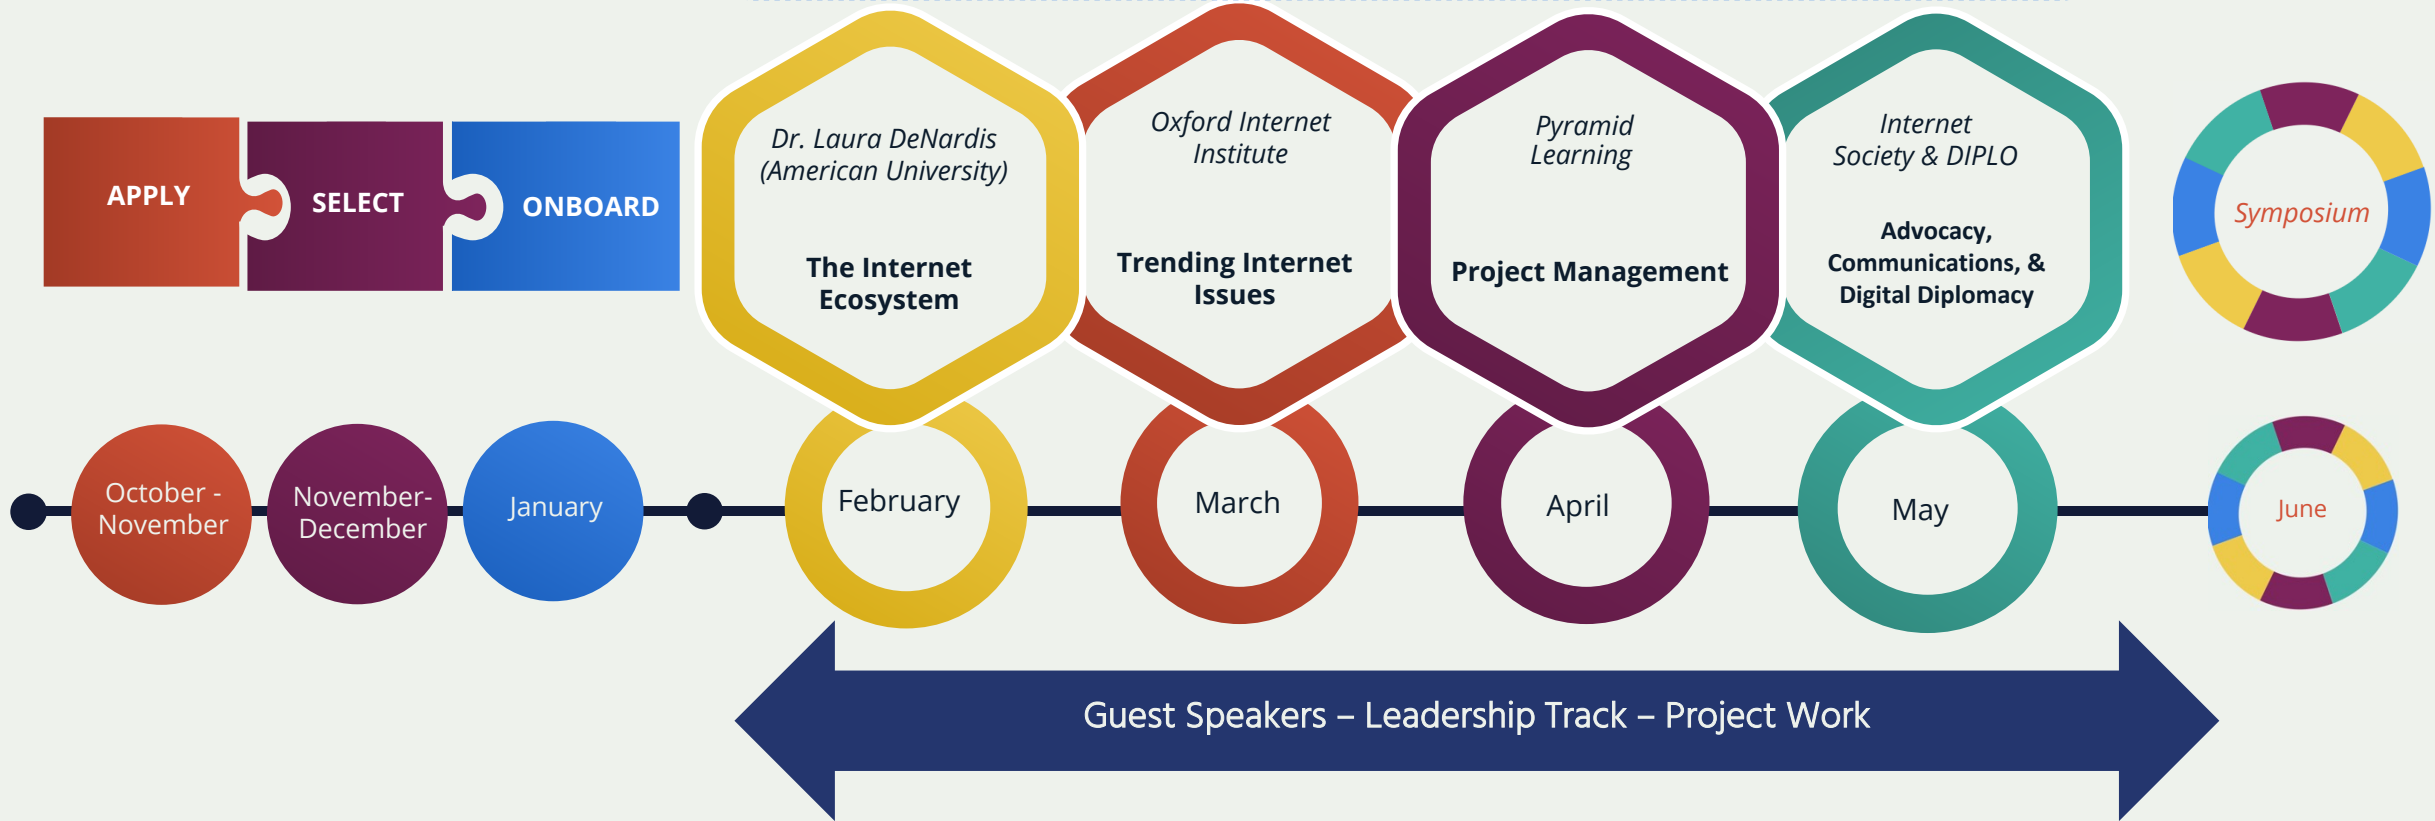 APPLY
SELECT
ONBOARD
Dr. Laura DeNardis
(American University)
The Internet
Ecosystem
Oxford Internet
Institute
Trending Internet
Issues
Pyramid
Learning
Project Management
Internet
Society & DIPLO
Advocacy,
Communications, &
Digital Diplomacy
Symposium
October -
November
November-
December
January
February
March
April
May
June
Guest Speakers – Leadership Track – Project Work